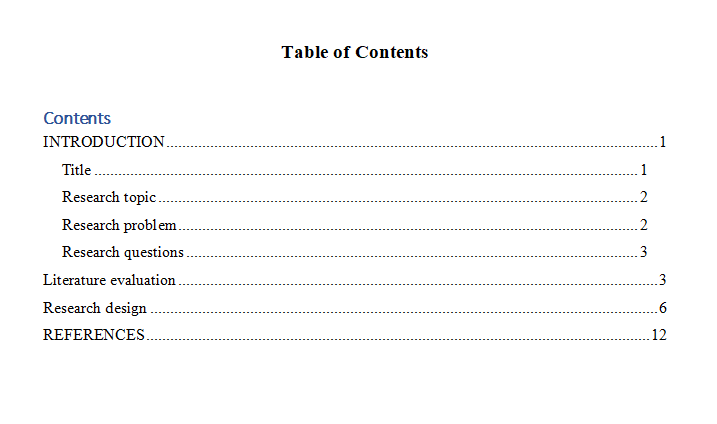 Table of Contents
Contents
INTRODUCTION........................................................................1
Title........................................................................1
Research topic........................................................................2
Research problem........................................................................2
Research questions........................................................................3
Literature evaluation........................................................................3
Research design........................................................................6
REFERENCES........................................................................12